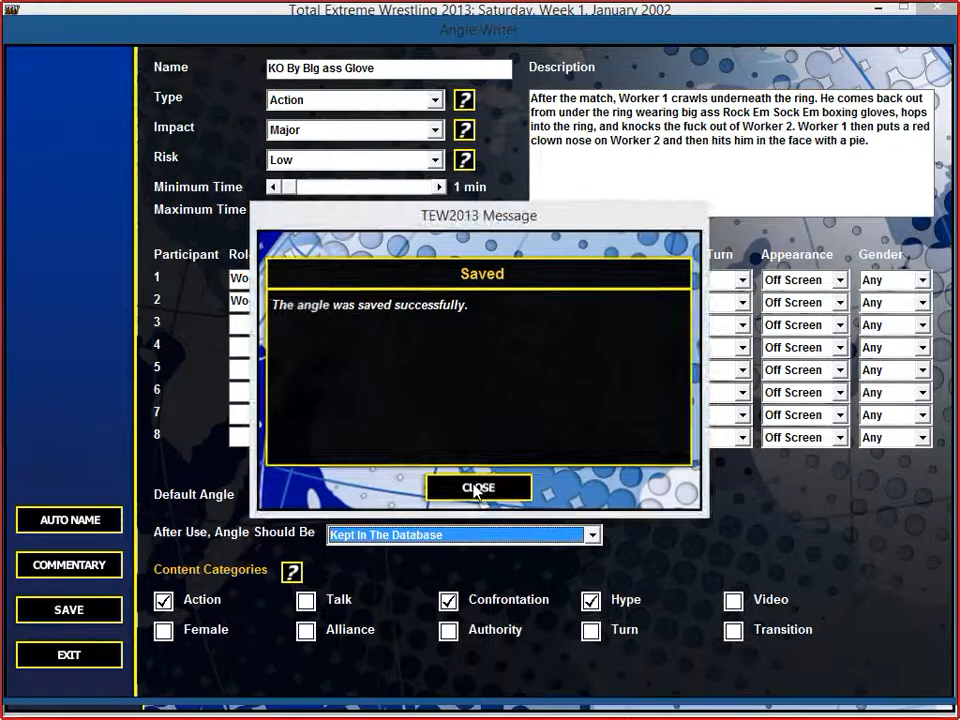 Total Extreme Wrestling 2013: Saturday, Week 1, January 2002
Angle Writer
Name
KO By BIg ass Glove
Description
Type
Action
?
After the match, Worker 1 crawls underneath the ring. He comes back out
from under the ring wearing big ass Rock Em Sock Em boxing gloves, hops
into the ring, and knocks the fuck out of Worker 2. Worker 1 then puts a red
clown nose on Worker 2 and then hits him in the face with a pie.
Impact
Major
?
Risk
Low
?
Minimum Time
1 min
Maximum Time
TEW2013 Message
Saved
The angle was saved successfully.
CLOSE
Participant
Rol
Turn
Appearance
Gender
1
Wo
Off Screen
Any
2
Wo
Off Screen
Any
3
Off Screen
Any
4
Off Screen
Any
5
Off Screen
Any
6
Off Screen
Any
7
Off Screen
Any
8
Off Screen
Any
Default Angle
After Use, Angle Should Be
Kept In The Database
Content Categories
?
Action
Talk
Confrontation
Hype
Video
Female
Alliance
Authority
Turn
Transition
AUTO NAME
COMMENTARY
SAVE
EXIT